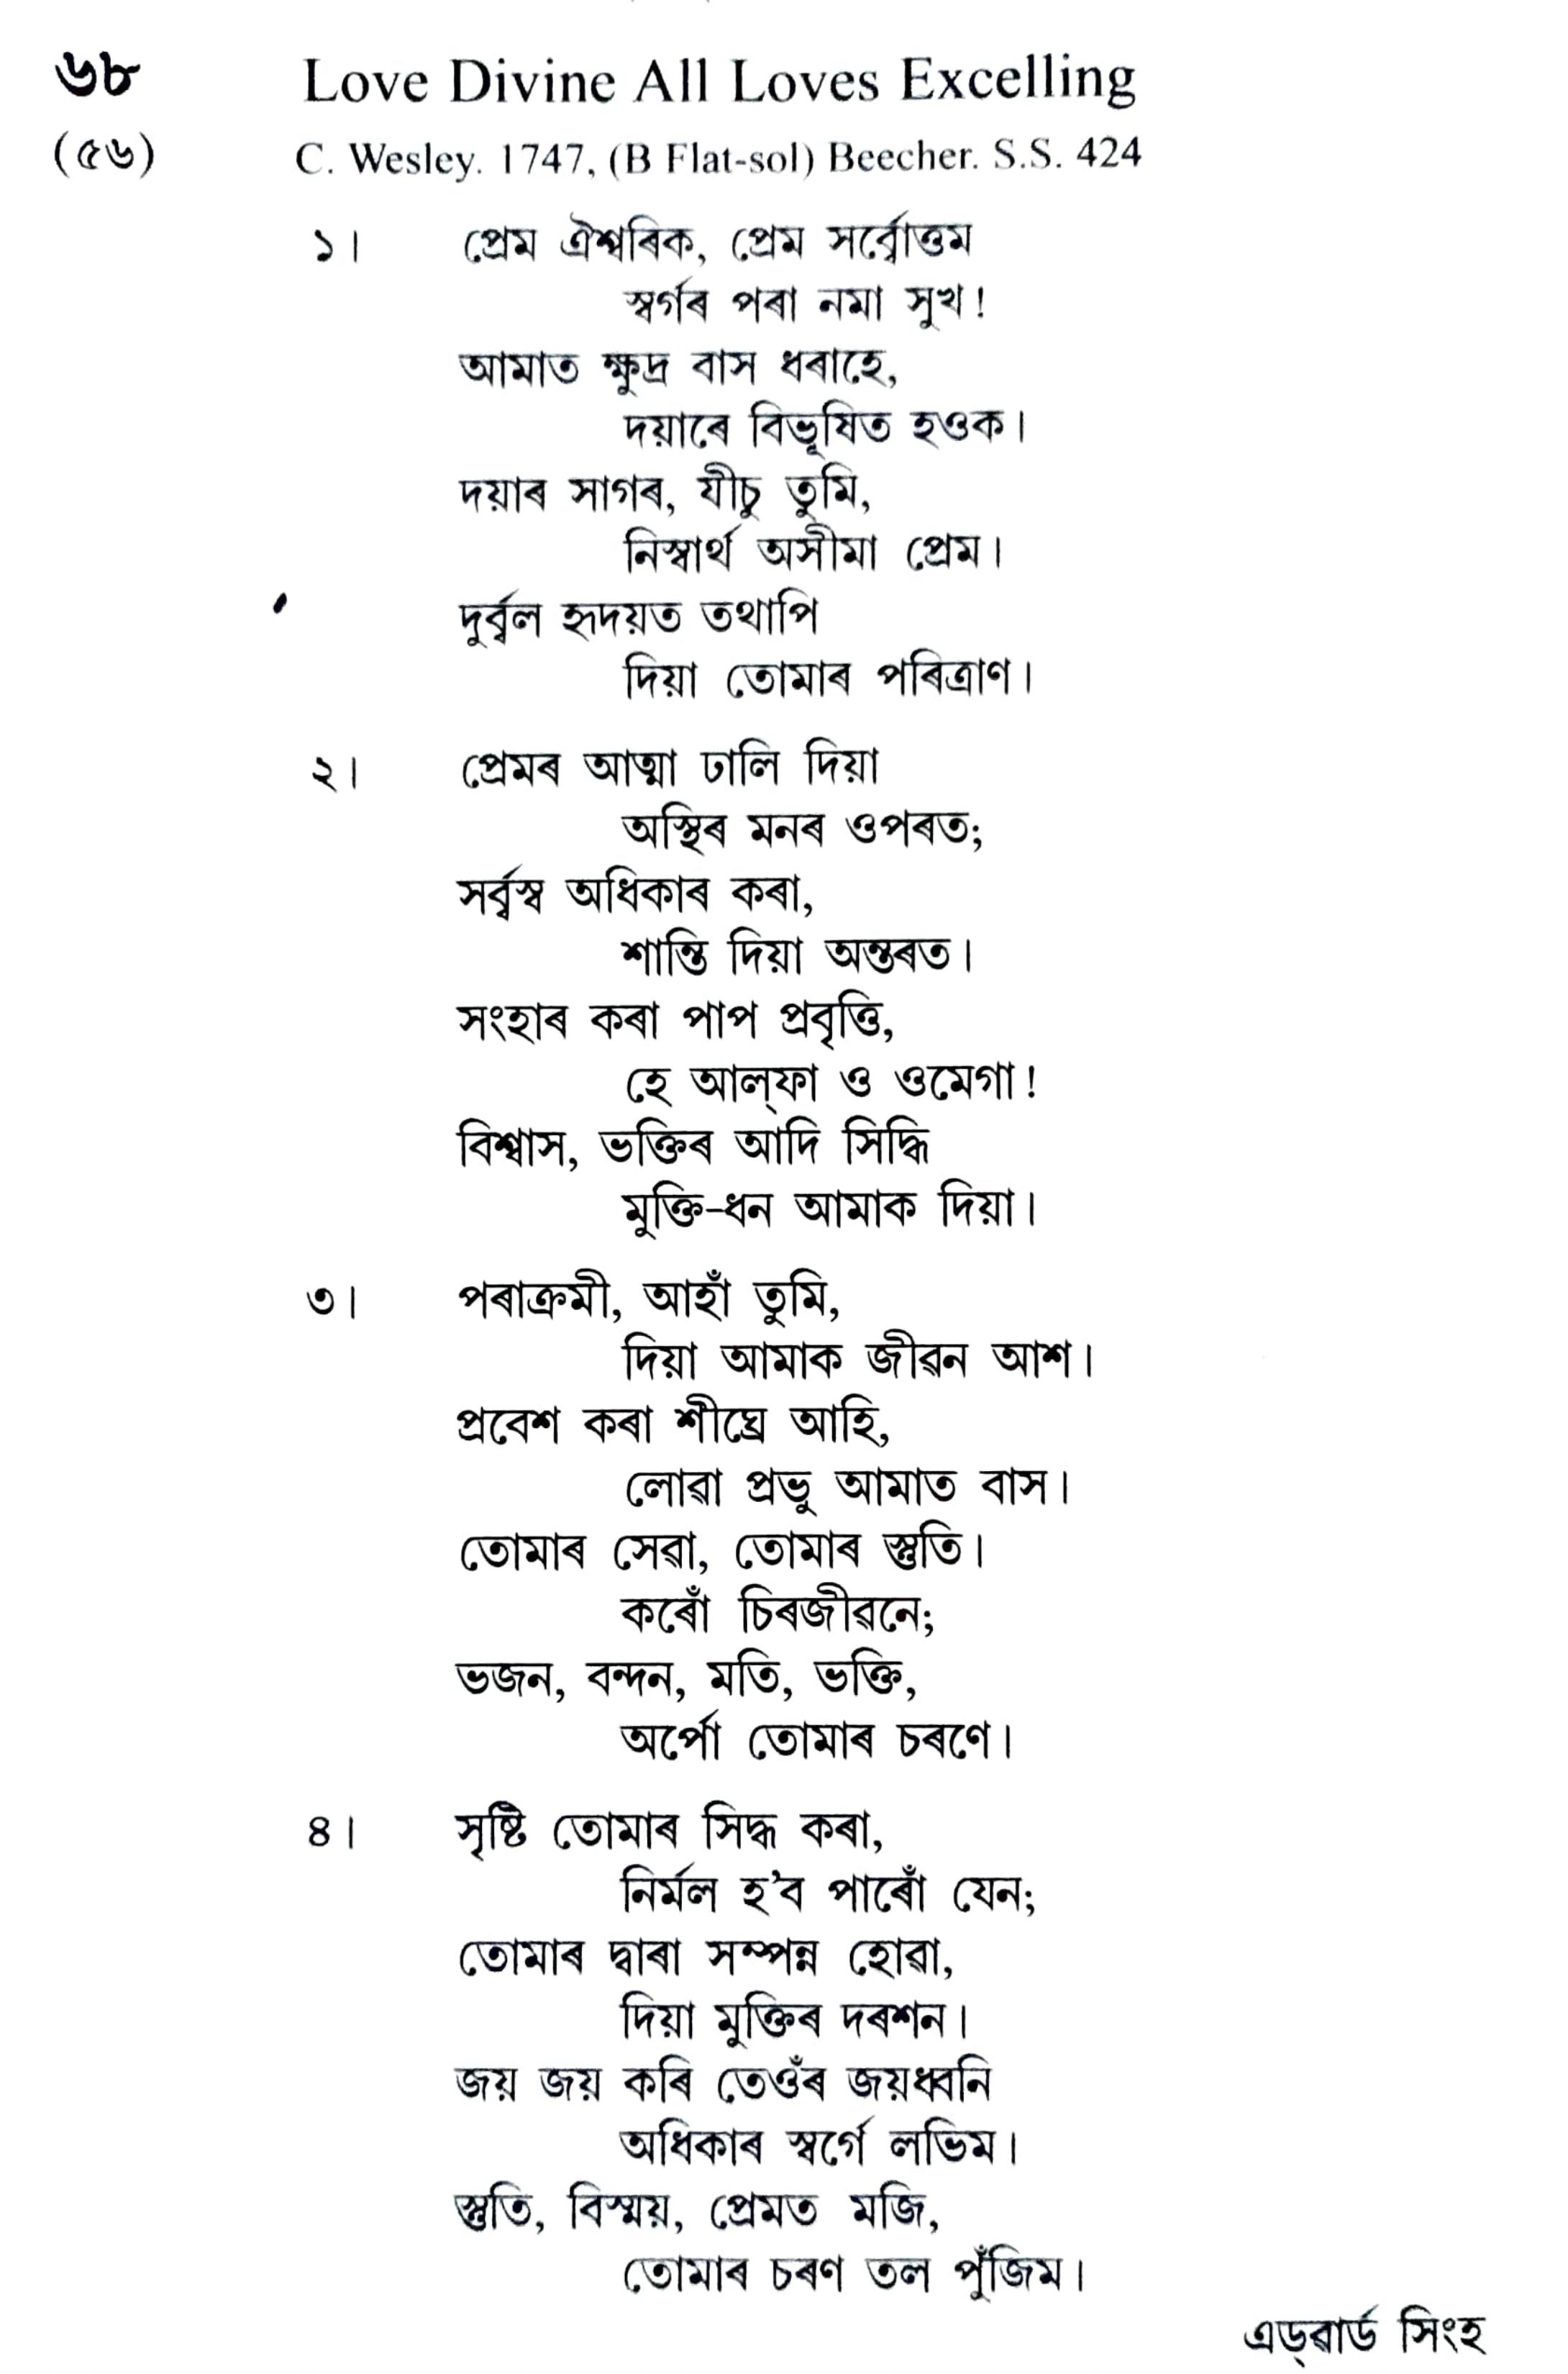 ৬৮ Love Divine All Loves Excelling
(৫৬) C. Wesley. 1747, (B Flat-sol) Beecher. S.S. 424
১। প্ৰেম ঐশ্বৰিক, প্ৰেম সৰ্ব্বোত্তম
স্বৰ্গৰ পৰা নমা সুখ!
আমাত ক্ষুদ্ৰ বাস ধৰাহে,
দয়াৰে বিভূষিত হওক।
দয়াৰ সাগৰ, যীচু তুমি,
নিস্বাৰ্থ অসীমা প্ৰেম।
দুৰ্ব্বল হৃদয়ত তথাপি
দিয়া তোমাৰ পৰিত্ৰাণ।
২। প্ৰেমৰ আত্মা ঢালি দিয়া
অস্থিৰ মনৰ ওপৰত;
সৰ্ব্বস্ব অধিকাৰ কৰা,
শান্তি দিয়া অন্তৰত।
সংহাৰ কৰা পাপ প্ৰবৃত্তি,
হে আল্‌ফা ও ওমেগা!
বিশ্বাস, ভক্তিৰ আদি সিদ্ধি
মুক্তি-ধন আমাক দিয়া।
৩। পৰাক্ৰমী, আহাঁ তুমি,
দিয়া আমাক জীৱন আশ।
প্ৰবেশ কৰা শীঘ্ৰে আহি,
লোৱা প্ৰভু আমাত বাস।
তোমাৰ সেৱা, তোমাৰ স্তুতি।
কৰোঁ চিৰজীৱনে;
ভজন, বন্দন, মতি, ভক্তি,
অৰ্পো তোমাৰ চৰণে।
৪। সৃষ্টি তোমাৰ সিদ্ধ কৰা,
নিৰ্মল হ’ব পাৰোঁ যেন;
তোমাৰ দ্বাৰা সম্পন্ন হোৱা,
দিয়া মুক্তিৰ দৰশন।
জয় জয় কৰি তেওঁৰ জয়ধ্বনি
অধিকাৰ স্বৰ্গে লভিম।
স্তুতি, বিস্ময়, প্ৰেমত মজি,
তোমাৰ চৰণ তল পুঁজিম।
এড্‌ৱাৰ্ড সিংহ